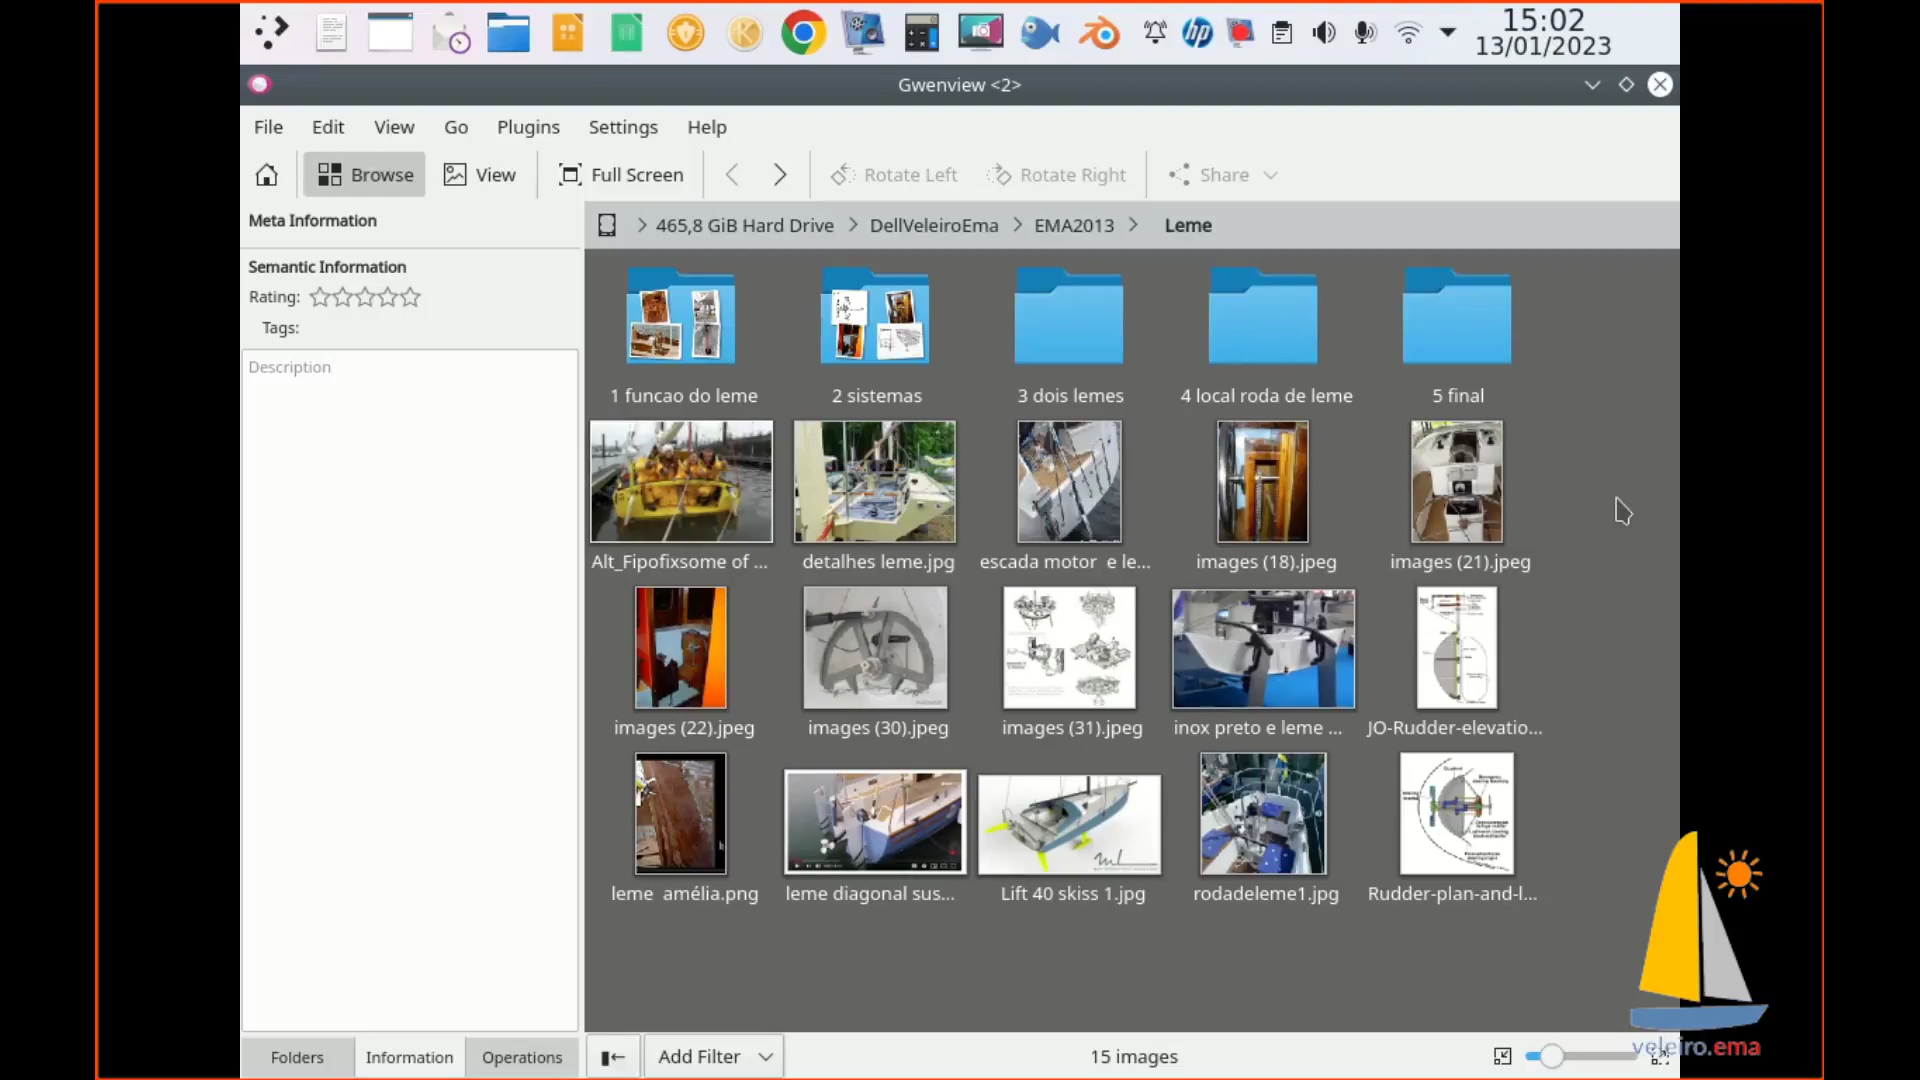 15:02
13/01/2023
Gwenview <2>
File Edit View Go Plugins Settings Help
Browse View Full Screen Rotate Left Rotate Right Share
Meta Information
465,8 GiB Hard Drive DellVeleiroEma EMA2013 Leme
Semantic Information
Rating:
Tags:
Description
1 funcao do leme 2 sistemas 3 dois lemes 4 local roda de leme 5 final
Alt_Fipofixsome of ... detalhes leme.jpg escada motor e le... images (18).jpeg images (21).jpeg
images (22).jpeg images (30).jpeg images (31).jpeg inox preto e leme ... JO-Rudder-elevatio...
leme amélia.png leme diagonal sus... Lift 40 skiss 1.jpg rodadeleme1.jpg Rudder-plan-and-l...
Folders Information Operations Add Filter 15 images
veleiro.ema